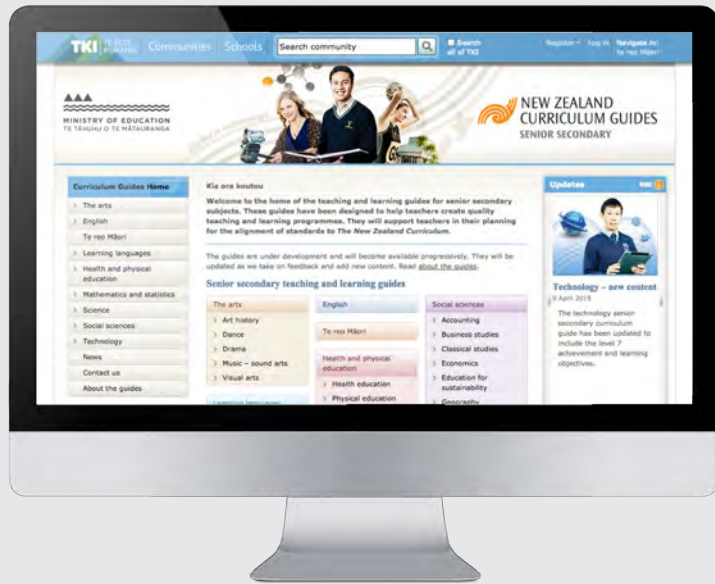 TKI TE KETE IPURANGI Communities Schools Search community Search all of TKI Register Log in Navigate in: te reo Māori
MINISTRY OF EDUCATION
TE TĀHUHU O TE MĀTAURANGA
NEW ZEALAND
CURRICULUM GUIDES
SENIOR SECONDARY
Curriculum Guides Home
The arts
English
Te reo Māori
Learning languages
Health and physical
education
Mathematics and statistics
Science
Social sciences
Technology
News
Contact us
About the guides
Kia ora koutou
Welcome to the home of the teaching and learning guides for senior secondary
subjects. These guides have been designed to help teachers create quality
teaching and learning programmes. They will support teachers in their planning
for the alignment of standards to The New Zealand Curriculum.
The guides are under development and will become available progressively. They will be
updated as we take on feedback and add new content. Read about the guides.
Senior secondary teaching and learning guides
The arts
Art history
Dance
Drama
Music – sound arts
Visual arts
Learning languages
English
Te reo Māori
Health and physical
education
Health education
Physical education
Social sciences
Accounting
Business studies
Classical studies
Economics
Education for
sustainability
Geography
Updates
Technology – new content
9 April 2015
The technology senior
secondary curriculum
guide has been updated to
include the level 7
achievement and learning
objectives.